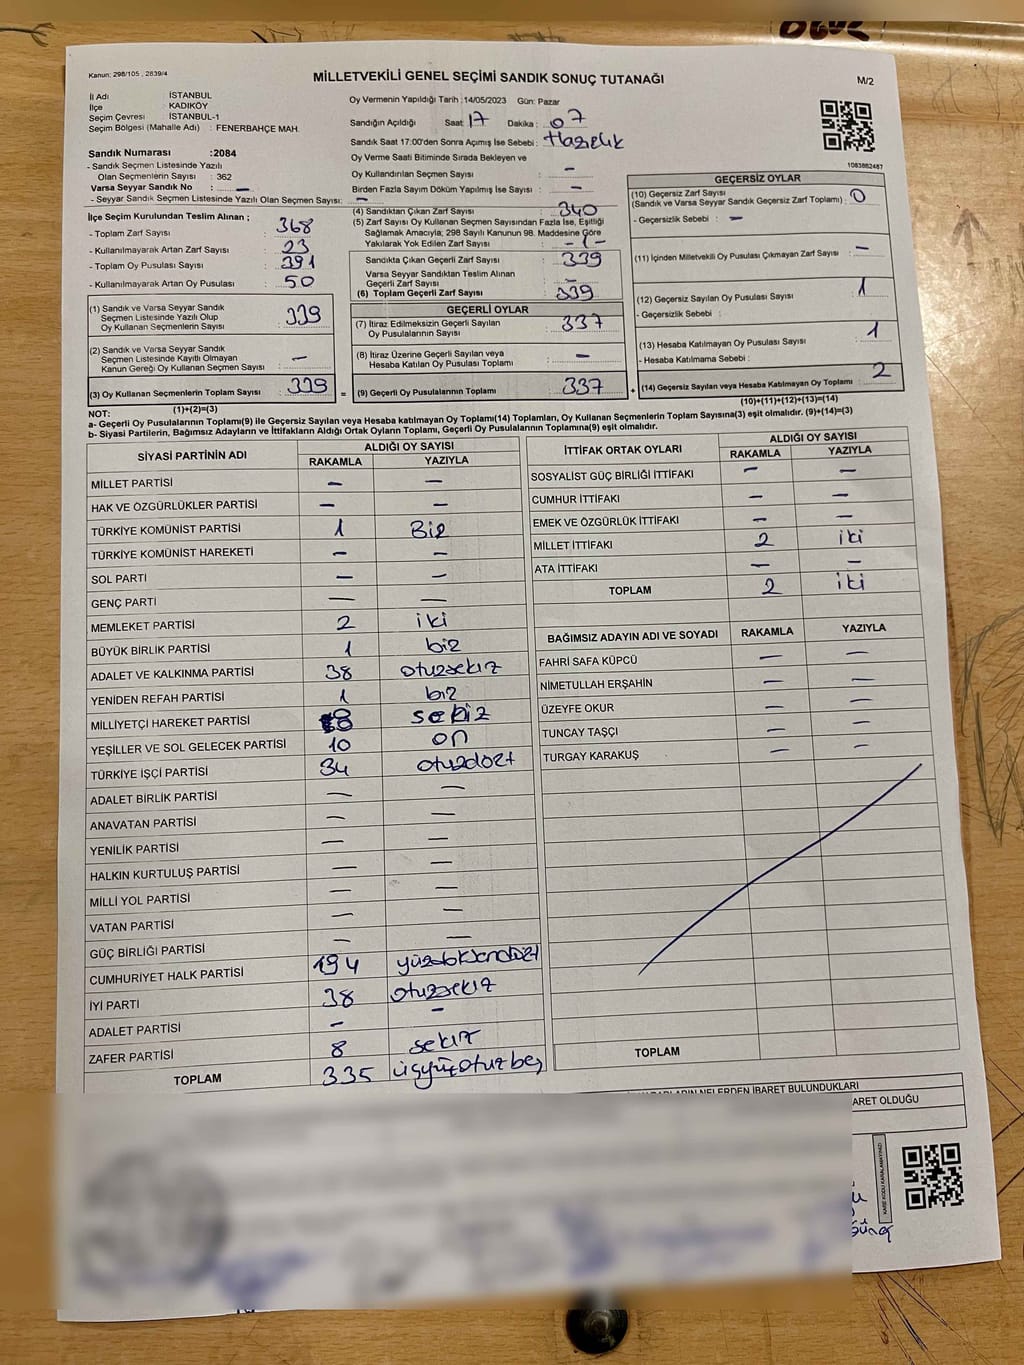 Kanun: 298/105 , 2839/4
MİLLETVEKİLİ GENEL SEÇİMİ SANDIK SONUÇ TUTANAĞI
M/2
İl Adı İSTANBUL
İlçe KADIKÖY
Seçim Çevresi İSTANBUL-1
Seçim Bölgesi (Mahalle Adı) : FENERBAHÇE MAH.
Oy Vermenin Yapıldığı Tarih :14/05/2023 Gün: Pazar
Sandığın Açıldığı Saat: 17 Dakika: 07
Sandık Saat 17:00'den Sonra Açımış İse Sebebi : Hazırlık
Oy Verme Saati Bitiminde Sırada Bekleyen ve
Oy Kullandırılan Seçmen Sayısı : –
Birden Fazla Sayım Döküm Yapılmış İse Sayısı : –
1083882487
Sandık Numarası :2084
- Sandık Seçmen Listesinde Yazılı
Olan Seçmenlerin Sayısı : 362
Varsa Seyyar Sandık No : –
- Seyyar Sandık Seçmen Listesinde Yazılı Olan Seçmen Sayısı: –
İlçe Seçim Kurulundan Teslim Alınan ;
- Toplam Zarf Sayısı : 368
- Kullanılmayarak Artan Zarf Sayısı : 23
- Toplam Oy Pusulası Sayısı : 391
- Kullanılmayarak Artan Oy Pusulası : 50
(1) Sandık ve Varsa Seyyar Sandık
Seçmen Listesinde Yazılı Olup
Oy Kullanan Seçmenlerin Sayısı : 339
(2) Sandık ve Varsa Seyyar Sandık
Seçmen Listesinde Kayıtlı Olmayan
Kanun Gereği Oy Kullanan Seçmen Sayısı : –
(3) Oy Kullanan Seçmenlerin Toplam Sayısı : 339 =
(1)+(2)=(3)
(4) Sandıktan Çıkan Zarf Sayısı : 340
(5) Zarf Sayısı Oy Kullanan Seçmen Sayısından Fazla İse, Eşitliği
Sağlamak Amacıyla; 298 Sayılı Kanunun 98. Maddesine Göre
Yakılarak Yok Edilen Zarf Sayısı : -1-
Sandıkta Çıkan Geçerli Zarf Sayısı : 339
Varsa Seyyar Sandıktan Teslim Alınan
Geçerli Zarf Sayısı : –
(6) Toplam Geçerli Zarf Sayısı : 339
GEÇERLİ OYLAR
(7) İtiraz Edilmeksizin Geçerli Sayılan
Oy Pusulalarının Sayısı : 337
(8) İtiraz Üzerine Geçerli Sayılan veya
Hesaba Katılan Oy Pusulası Toplamı : –
(9) Geçerli Oy Pusulalarının Toplamı : 337 +
GEÇERSİZ OYLAR
(10) Geçersiz Zarf Sayısı
(Sandık ve Varsa Seyyar Sandık Geçersiz Zarf Toplamı) : 0
- Geçersizlik Sebebi : –
(11) İçinden Milletvekili Oy Pusulası Çıkmayan Zarf Sayısı : –
(12) Geçersiz Sayılan Oy Pusulası Sayısı : 1
- Geçersizlik Sebebi :
(13) Hesaba Katılmayan Oy Pusulası Sayısı : 1
- Hesaba Katılmama Sebebi :
(14) Geçersiz Sayılan veya Hesaba Katılmayan Oy Toplamı : 2
(10)+(11)+(12)+(13)=(14)
NOT:
a- Geçerli Oy Pusulalarının Toplamı(9) ile Geçersiz Sayılan veya Hesaba katılmayan Oy Toplamı(14) Toplamları, Oy Kullanan Seçmenlerin Toplam Sayısına(3) eşit olmalıdır. (9)+(14)=(3)
b- Siyasi Partilerin, Bağımsız Adayların ve İttifakların Aldığı Ortak Oyların Toplamı, Geçerli Oy Pusulalarının Toplamına(9) eşit olmalıdır.
SİYASİ PARTİNİN ADI ALDIĞI OY SAYISI
RAKAMLA YAZIYLA
MİLLET PARTİSİ – –
HAK VE ÖZGÜRLÜKLER PARTİSİ – –
TÜRKİYE KOMÜNİST PARTİSİ 1 Bir
TÜRKİYE KOMÜNİST HAREKETİ – –
SOL PARTİ – –
GENÇ PARTİ – –
MEMLEKET PARTİSİ 2 iki
BÜYÜK BİRLİK PARTİSİ 1 bir
ADALET VE KALKINMA PARTİSİ 38 otuzsekiz
YENİDEN REFAH PARTİSİ 1 bir
MİLLİYETÇİ HAREKET PARTİSİ 8 sekiz
YEŞİLLER VE SOL GELECEK PARTİSİ 10 on
TÜRKİYE İŞÇİ PARTİSİ 34 otuzdört
ADALET BİRLİK PARTİSİ – –
ANAVATAN PARTİSİ – –
YENİLİK PARTİSİ – –
HALKIN KURTULUŞ PARTİSİ – –
MİLLİ YOL PARTİSİ – –
VATAN PARTİSİ – –
GÜÇ BİRLİĞİ PARTİSİ – –
CUMHURİYET HALK PARTİSİ 194 yüzdoksandört
İYİ PARTİ 38 otuzsekiz
ADALET PARTİSİ – –
ZAFER PARTİSİ 8 sekiz
TOPLAM 335 üçyüzotuzbeş
İTTİFAK ORTAK OYLARI ALDIĞI OY SAYISI
RAKAMLA YAZIYLA
SOSYALİST GÜÇ BİRLİĞİ İTTİFAKI – –
CUMHUR İTTİFAKI – –
EMEK VE ÖZGÜRLÜK İTTİFAKI – –
MİLLET İTTİFAKI 2 iki
ATA İTTİFAKI – –
TOPLAM 2 iki
BAĞIMSIZ ADAYIN ADI VE SOYADI RAKAMLA YAZIYLA
FAHRİ SAFA KÜPCÜ – –
NİMETULLAH ERŞAHİN – –
ÜZEYFE OKUR – –
TUNCAY TAŞÇI – –
TURGAY KARAKUŞ – –
TOPLAM
NELERDEN İBARET BULUNDUKLARI
ARET OLDUĞU
KARE KODU KARALAMAYINIZ!